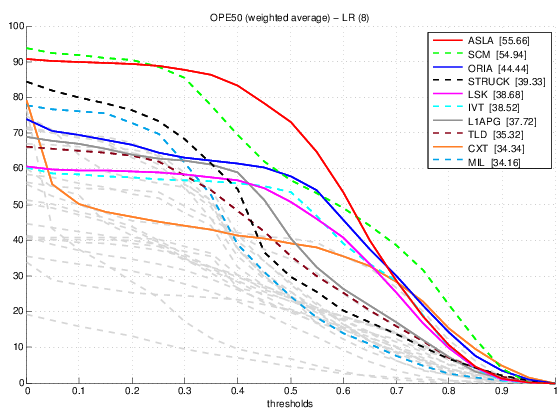 OPE50 (weighted average) – LR (8)
100
90
80
70
60
50
40
30
20
10
0
ASLA [55.66]
SCM [54.94]
ORIA [44.44]
STRUCK [39.33]
LSK [38.68]
IVT [38.52]
L1APG [37.72]
TLD [35.32]
CXT [34.34]
MIL [34.16]
0 0.1 0.2 0.3 0.4 0.5 0.6 0.7 0.8 0.9 1
thresholds